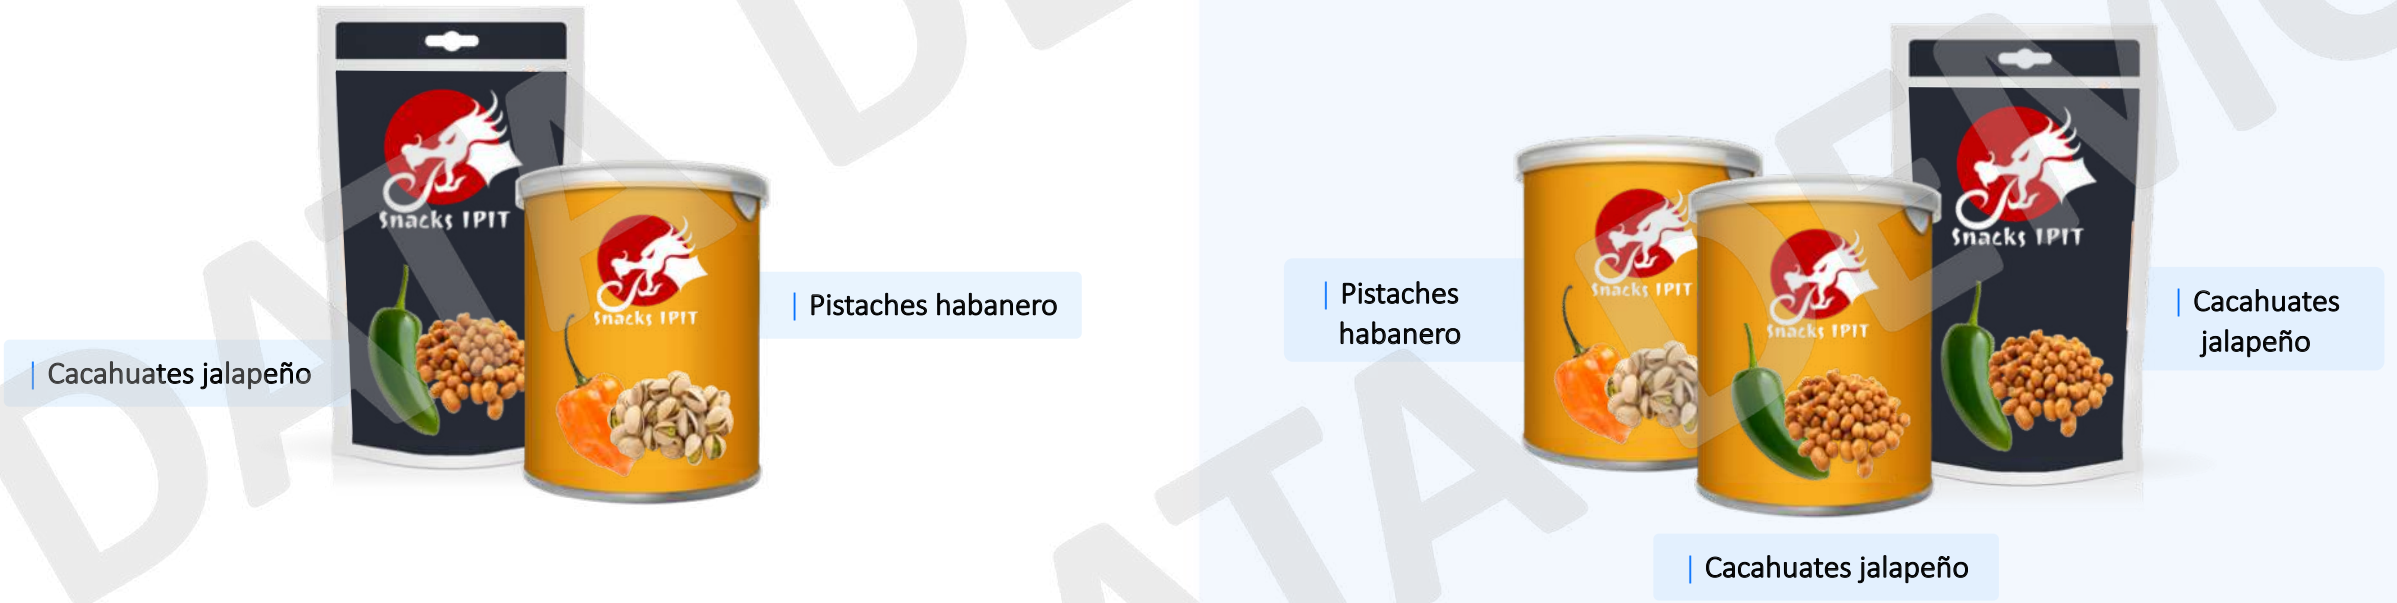 Snacks IPIT
Snacks IPIT
| Pistaches habanero
| Cacahuates jalapeño
Snacks IPIT
Snacks IPIT
Snacks IPIT
| Pistaches
habanero
| Cacahuates
jalapeño
| Cacahuates jalapeño
DATA DEMO
DATA